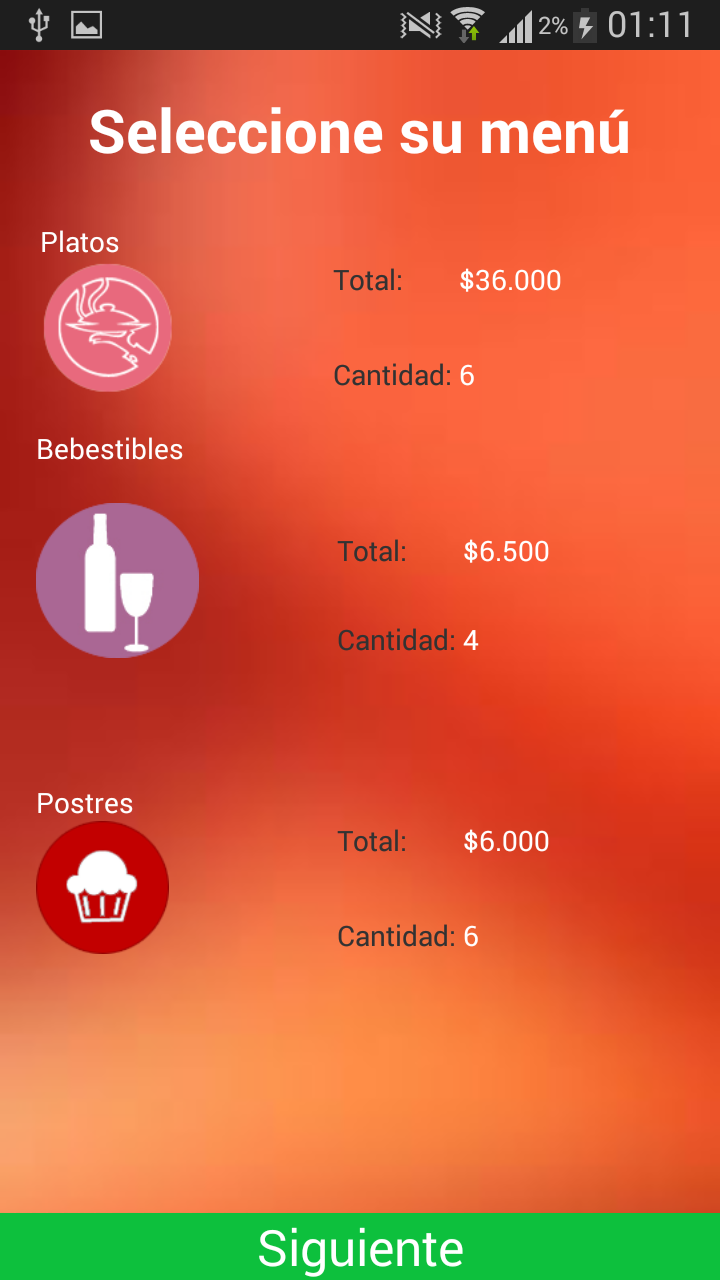 2% 01:11
Seleccione su menú
Platos
Total: $36.000
Cantidad: 6
Bebestibles
Total: $6.500
Cantidad: 4
Postres
Total: $6.000
Cantidad: 6
Siguiente